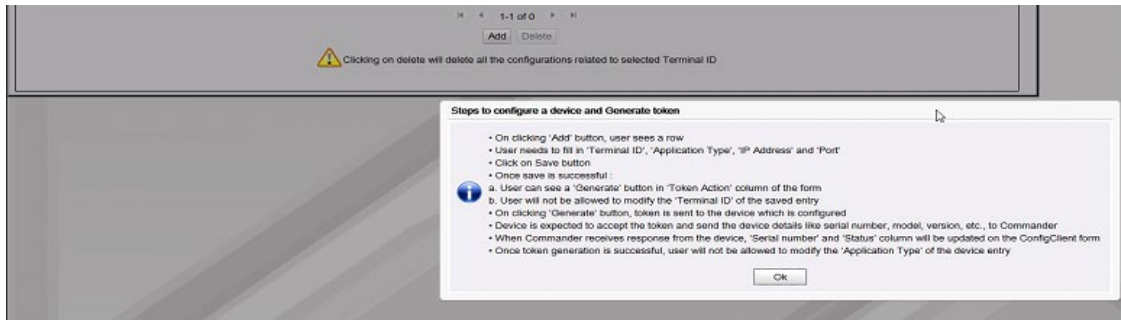 1-1 of 0
Add Delete
Clicking on delete will delete all the configurations related to selected Terminal ID
Steps to configure a device and Generate token
• On clicking 'Add' button, user sees a row
• User needs to fill in 'Terminal ID', 'Application Type', 'IP Address' and 'Port'
• Click on Save button
• Once save is successful :
a. User can see a 'Generate' button in 'Token Action' column of the form
b. User will not be allowed to modify the 'Terminal ID' of the saved entry
• On clicking 'Generate' button, token is sent to the device which is configured
• Device is expected to accept the token and send the device details like serial number, model, version, etc., to Commander
• When Commander receives response from the device, 'Serial number' and 'Status' column will be updated on the ConfigClient form
• Once token generation is successful, user will not be allowed to modify the 'Application Type' of the device entry
Ok